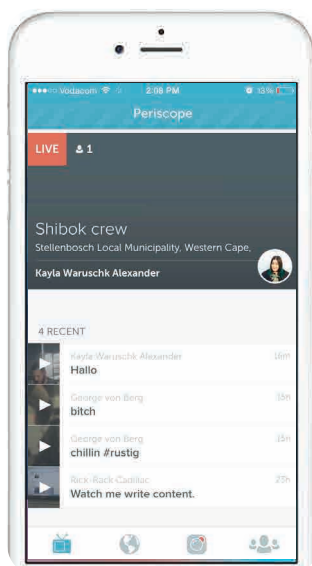 Vodacom 2:08 PM 13%
Periscope
LIVE 1
Shibok crew
Stellenbosch Local Municipality, Western Cape,
Kayla Waruschk Alexander
4 RECENT
Kayla Waruschk Alexander 16m
Hallo
George von Berg
bitch
George von Berg
chillin #rustig
Rick-Rack Cadillac
Watch me write content.